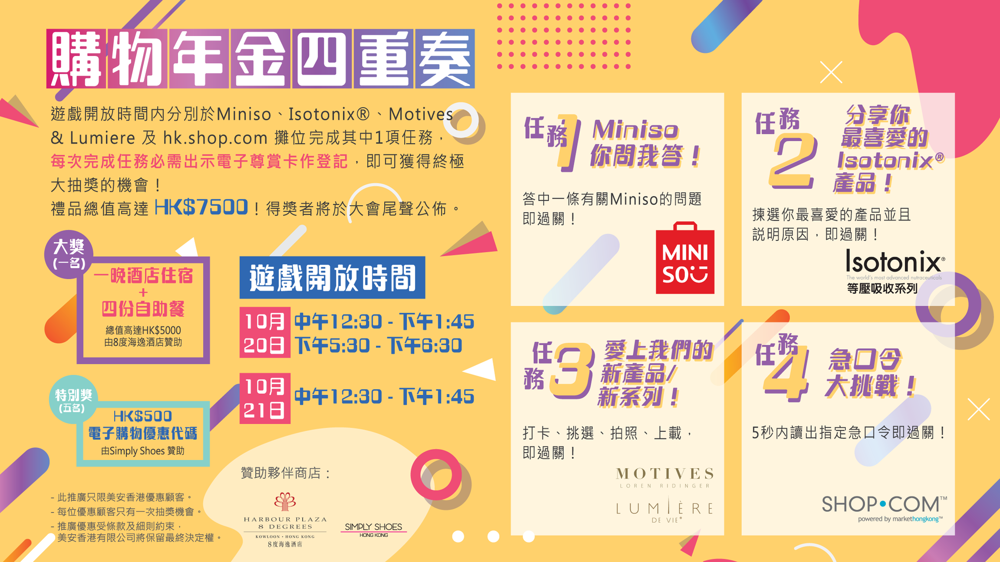 購物年金四重奏
遊戲開放時間内分別於Miniso、Isotonix®、Motives
& Lumiere 及 hk.shop.com 攤位完成其中1項任務，
每次完成任務必需出示電子尊賞卡作登記，即可獲得終極
大抽獎的機會！
禮品總值高達 HK$7500！得獎者將於大會尾聲公佈。
大獎
(一名)
一晚酒店住宿
+
四份自助餐
總值高達HK$5000
由8度海逸酒店贊助
特別獎
(五名)
HK$500
電子購物優惠代碼
由Simply Shoes 贊助
遊戲開放時間
10月
20日
中午12:30 - 下午1:45
下午5:30 - 下午6:30
10月
21日
中午12:30 - 下午1:45
- 此推廣只限美安香港優惠顧客。
- 每位優惠顧客只有一次抽獎機會。
- 推廣優惠受條款及細則約束，
美安香港有限公司將保留最終決定權。
贊助夥伴商店：
HARBOUR PLAZA
8 DEGREES
KOWLOON • HONG KONG
8度海逸酒店
SIMPLY SHOES
HONG KONG
任務1
Miniso
你問我答！
答中一條有關Miniso的問題
即過關！
MINI
SO
任務2
分享你
最喜愛的
Isotonix®
產品！
揀選你最喜愛的產品並且
説明原因，即過關！
Isotonix®
The world's most advanced nutraceuticals
等壓吸收系列
任務3
愛上我們的
新產品/
新系列！
打卡、挑選、拍照、上載，
即過關！
MOTIVES
LOREN RIDINGER
LUMIÈRE
DE VIE®
任務4
急口令
大挑戰！
5秒内讀出指定急口令即過關！
SHOP•COM™
powered by markethongkong™